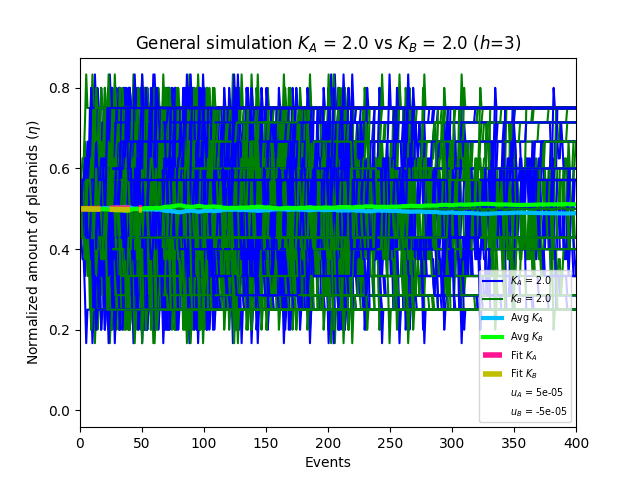 General simulation K_A = 2.0 vs K_B = 2.0 (h=3)
Normalized amount of plasmids (η)
0.8
0.6
0.4
0.2
0.0
K_A = 2.0
K_B = 2.0
Avg K_A
Avg K_B
Fit K_A
Fit K_B
u_A = 5e-05
u_B = -5e-05
0 50 100 150 200 250 300 350 400
Events